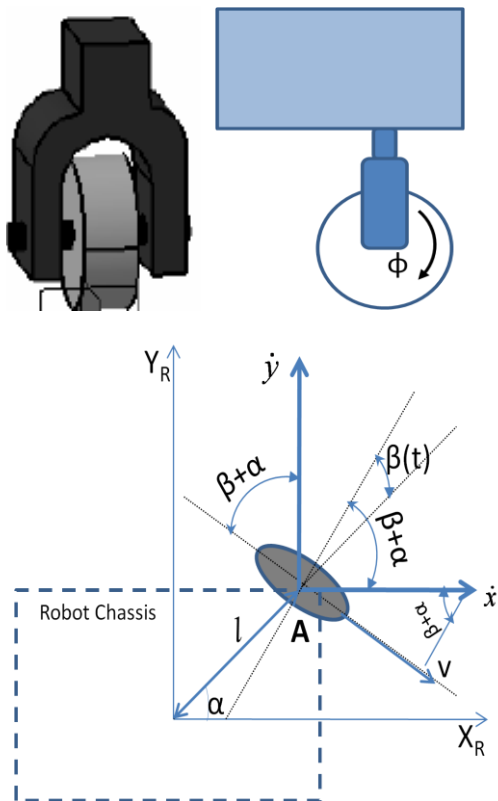 Φ
Y_R
ẏ
β(t)
β+α
β+α
ẋ
Robot Chassis
A
β+α
l
v
α
X_R